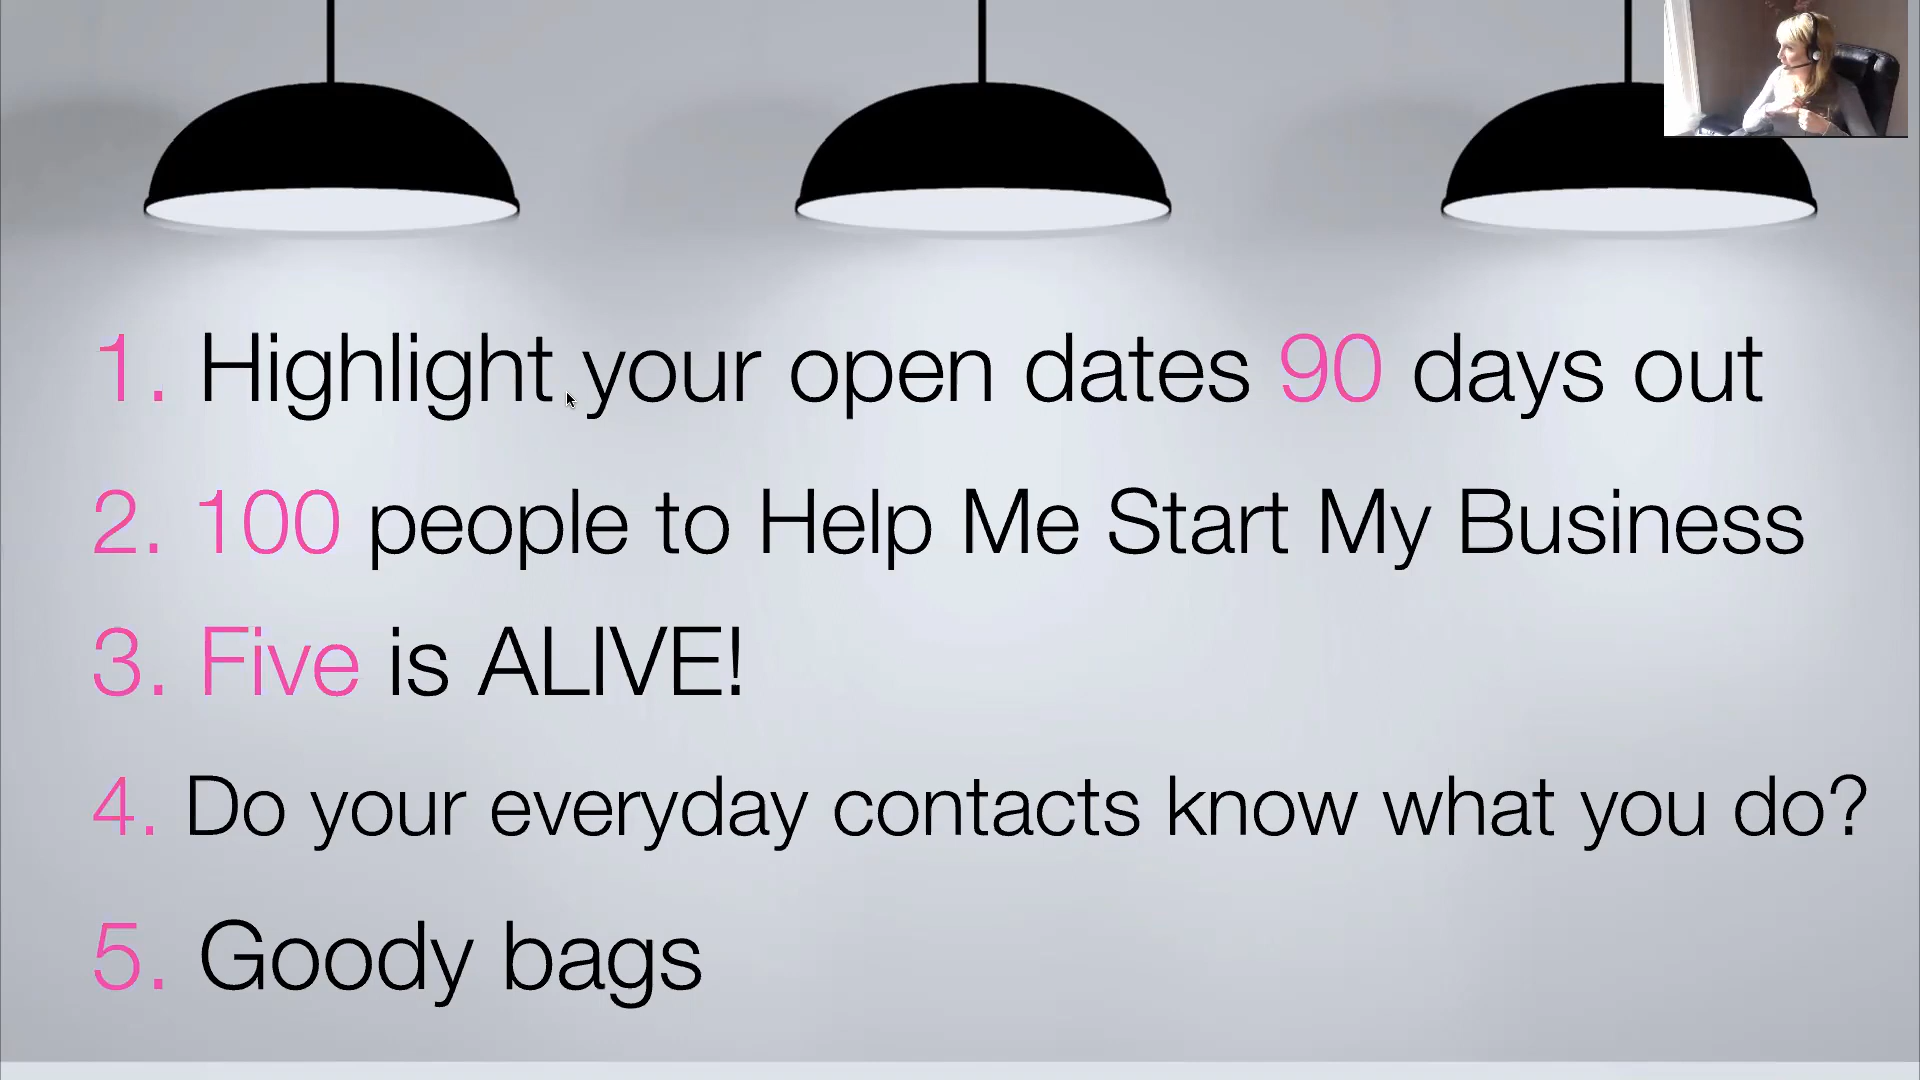 1. Highlight your open dates 90 days out
2. 100 people to Help Me Start My Business
3. Five is ALIVE!
4. Do your everyday contacts know what you do?
5. Goody bags